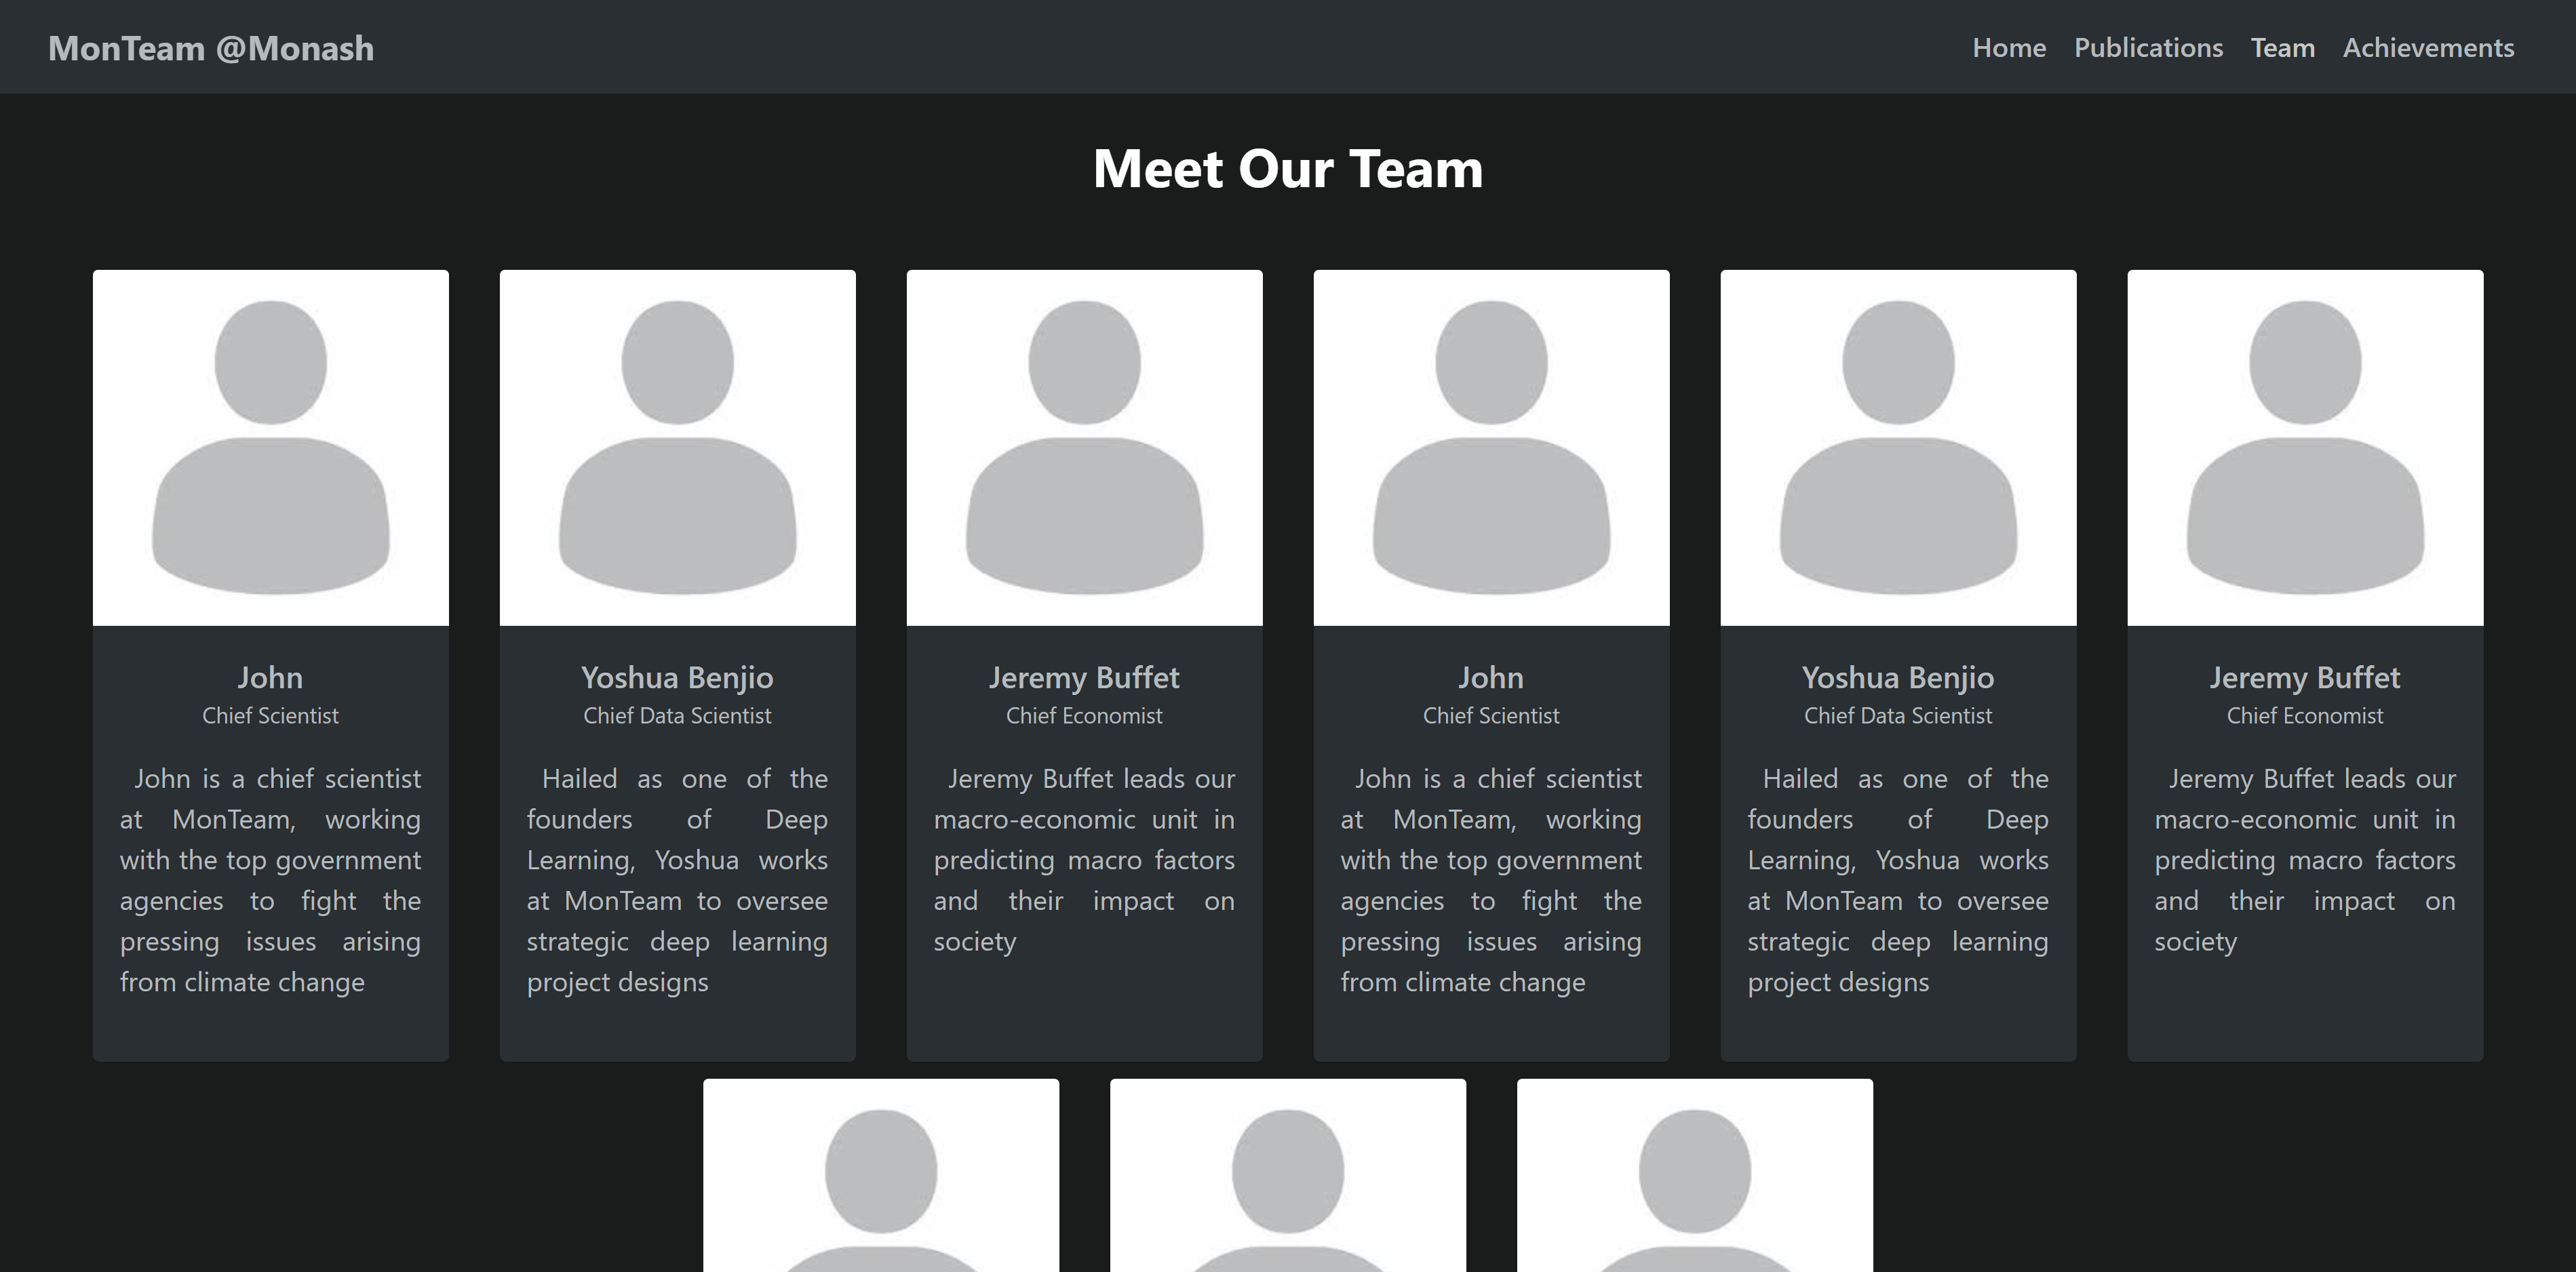 MonTeam @Monash
Home Publications Team Achievements
Meet Our Team
John
Chief Scientist
John is a chief scientist
at MonTeam, working
with the top government
agencies to fight the
pressing issues arising
from climate change
Yoshua Benjio
Chief Data Scientist
Hailed as one of the
founders of Deep
Learning, Yoshua works
at MonTeam to oversee
strategic deep learning
project designs
Jeremy Buffet
Chief Economist
Jeremy Buffet leads our
macro-economic unit in
predicting macro factors
and their impact on
society
John
Chief Scientist
John is a chief scientist
at MonTeam, working
with the top government
agencies to fight the
pressing issues arising
from climate change
Yoshua Benjio
Chief Data Scientist
Hailed as one of the
founders of Deep
Learning, Yoshua works
at MonTeam to oversee
strategic deep learning
project designs
Jeremy Buffet
Chief Economist
Jeremy Buffet leads our
macro-economic unit in
predicting macro factors
and their impact on
society